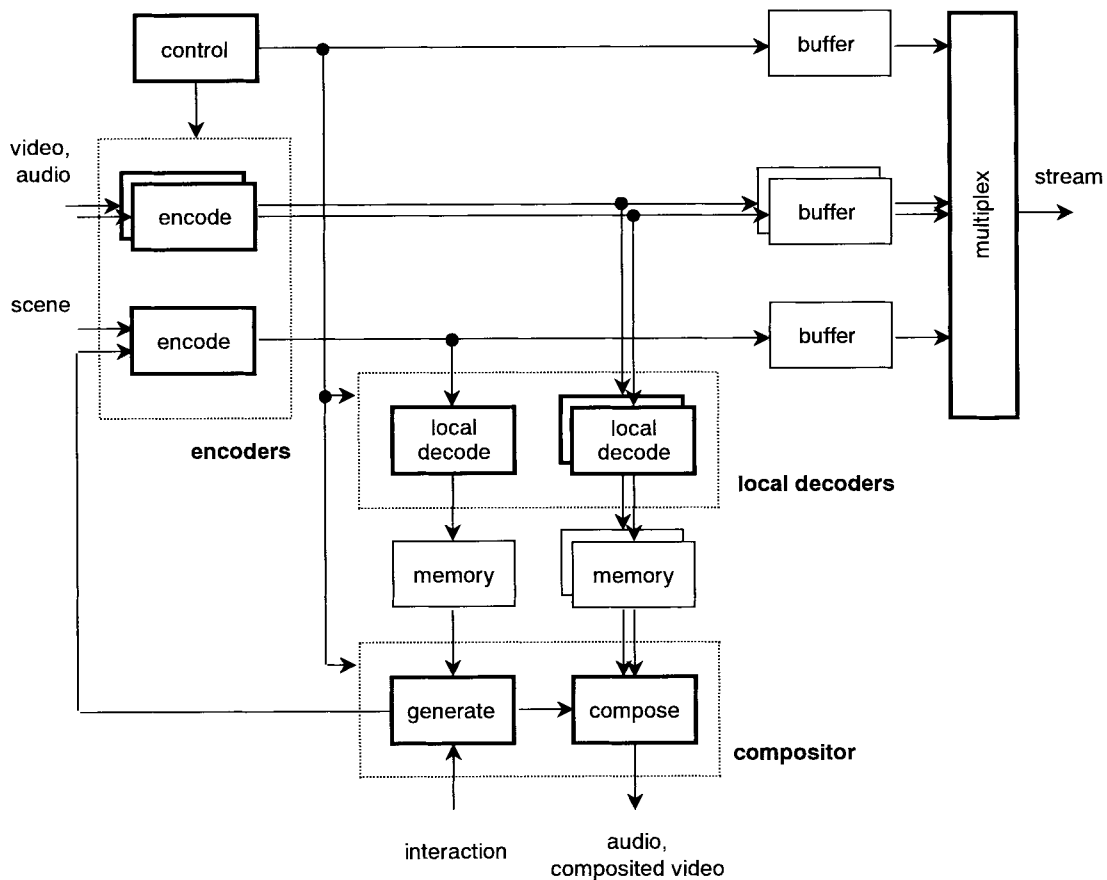 control
buffer
video,
audio
encode
buffer
multiplex
stream
scene
encode
buffer
encoders
local
decode
local
decode
local decoders
memory
memory
generate
compose
compositor
interaction
audio,
composited video